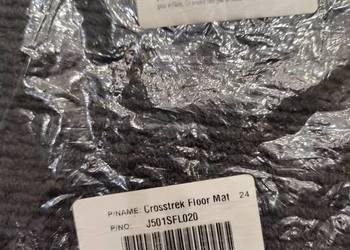 P/NAME: Crosstrek Floor Mat 24
P/NO: J501SFL020